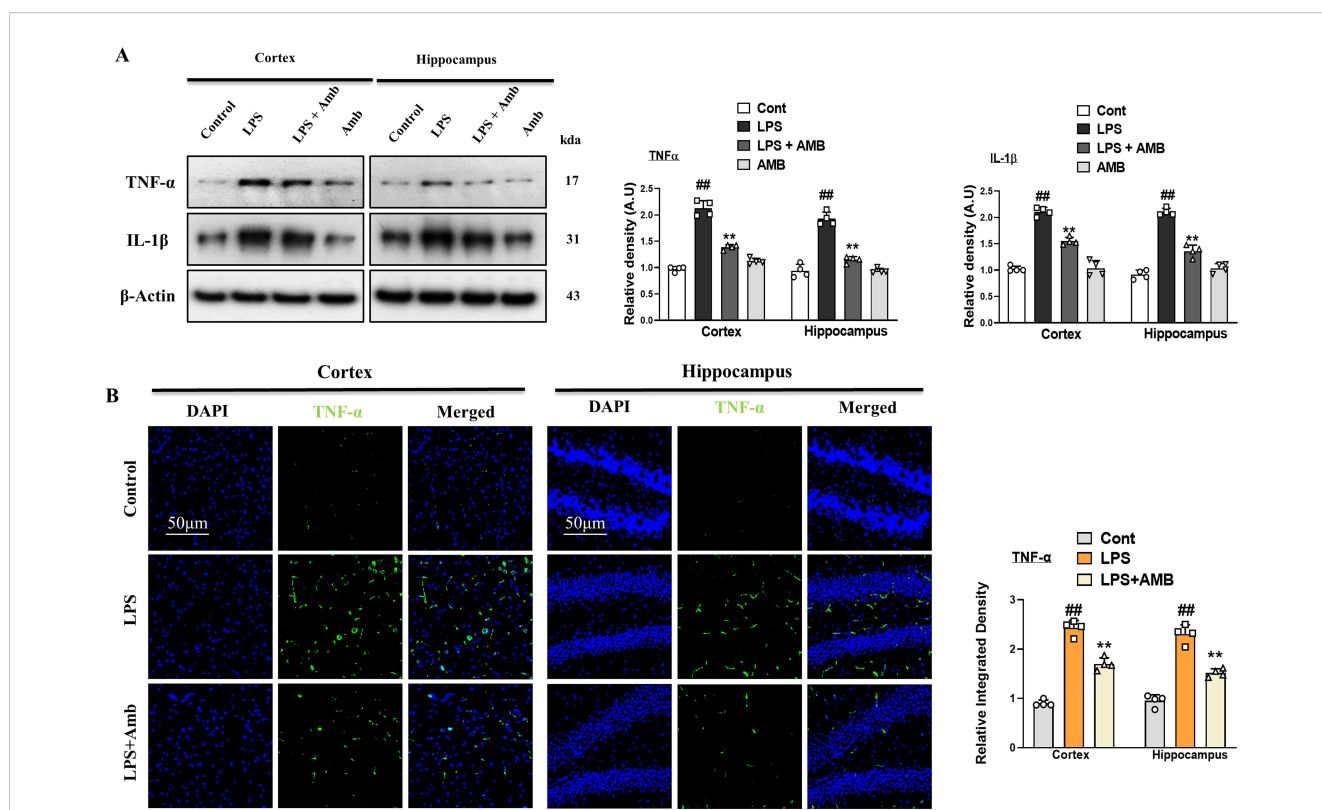 A
Cortex
Hippocampus
Control
LPS
LPS + Amb
Amb
Control
LPS
LPS + Amb
Amb
kda
TNF-α
17
IL-1β
31
β-Actin
43
Cont
LPS
LPS + AMB
AMB
TNFα
Relative density (A.U)
2.5
2.0
1.5
1.0
0.5
0.0
##
**
##
**
Cortex
Hippocampus
Cont
LPS
LPS + AMB
AMB
IL-1β
Relative density (A.U)
2.5
2.0
1.5
1.0
0.5
0.0
##
**
##
**
Cortex
Hippocampus
B
Cortex
Hippocampus
DAPI
TNF-α
Merged
DAPI
TNF-α
Merged
Control
50μm
50μm
LPS
LPS+Amb
Cont
LPS
LPS+AMB
TNF-α
Relative Integrated Density
3
2
1
0
##
**
##
**
Cortex
Hippocampus